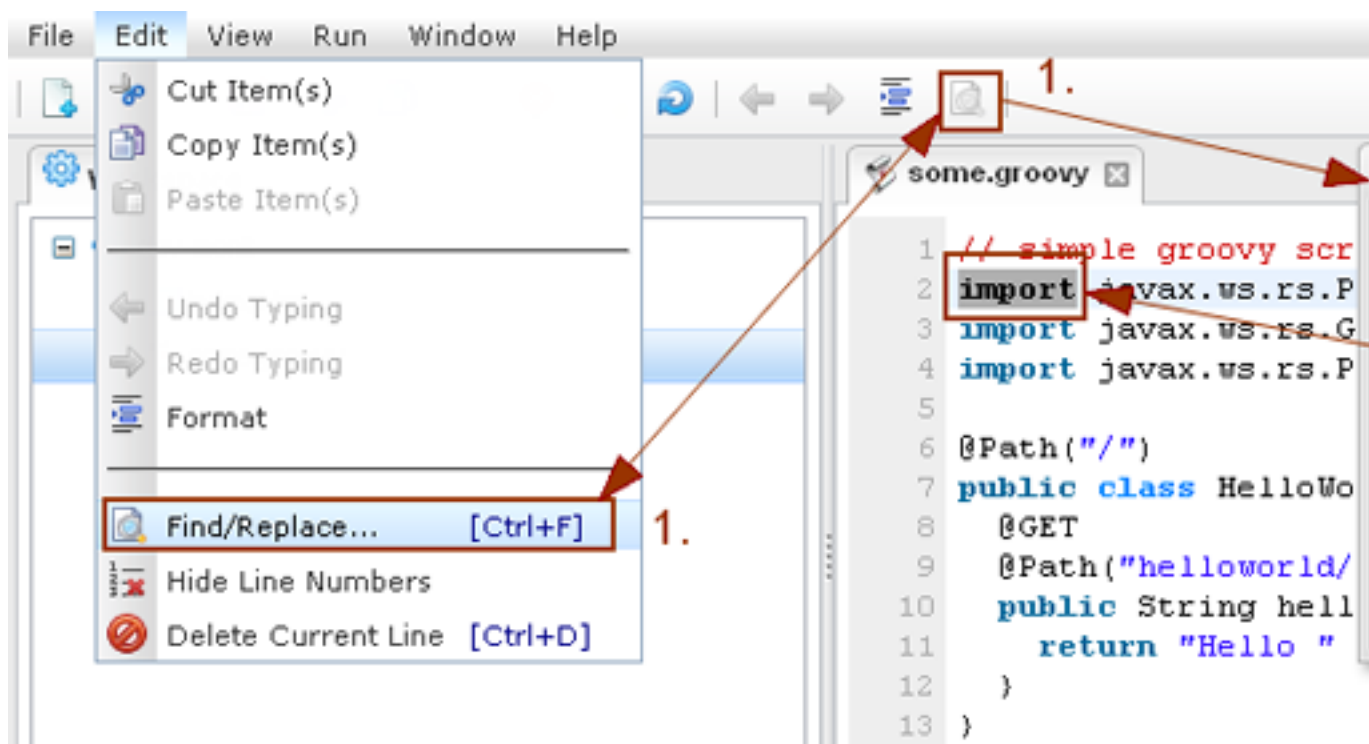 File Edit View Run Window Help
Cut Item(s)
Copy Item(s)
Paste Item(s)
Undo Typing
Redo Typing
Format
Find/Replace... [Ctrl+F]
Hide Line Numbers
Delete Current Line [Ctrl+D]
1.
1.
some.groovy
1 // simple groovy scr
2 import javax.ws.rs.P
3 import javax.ws.rs.G
4 import javax.ws.rs.P
5
6 @Path("/")
7 public class HelloWo
8 @GET
9 @Path("helloworld/
10 public String hell
11 return "Hello "
12 }
13 }